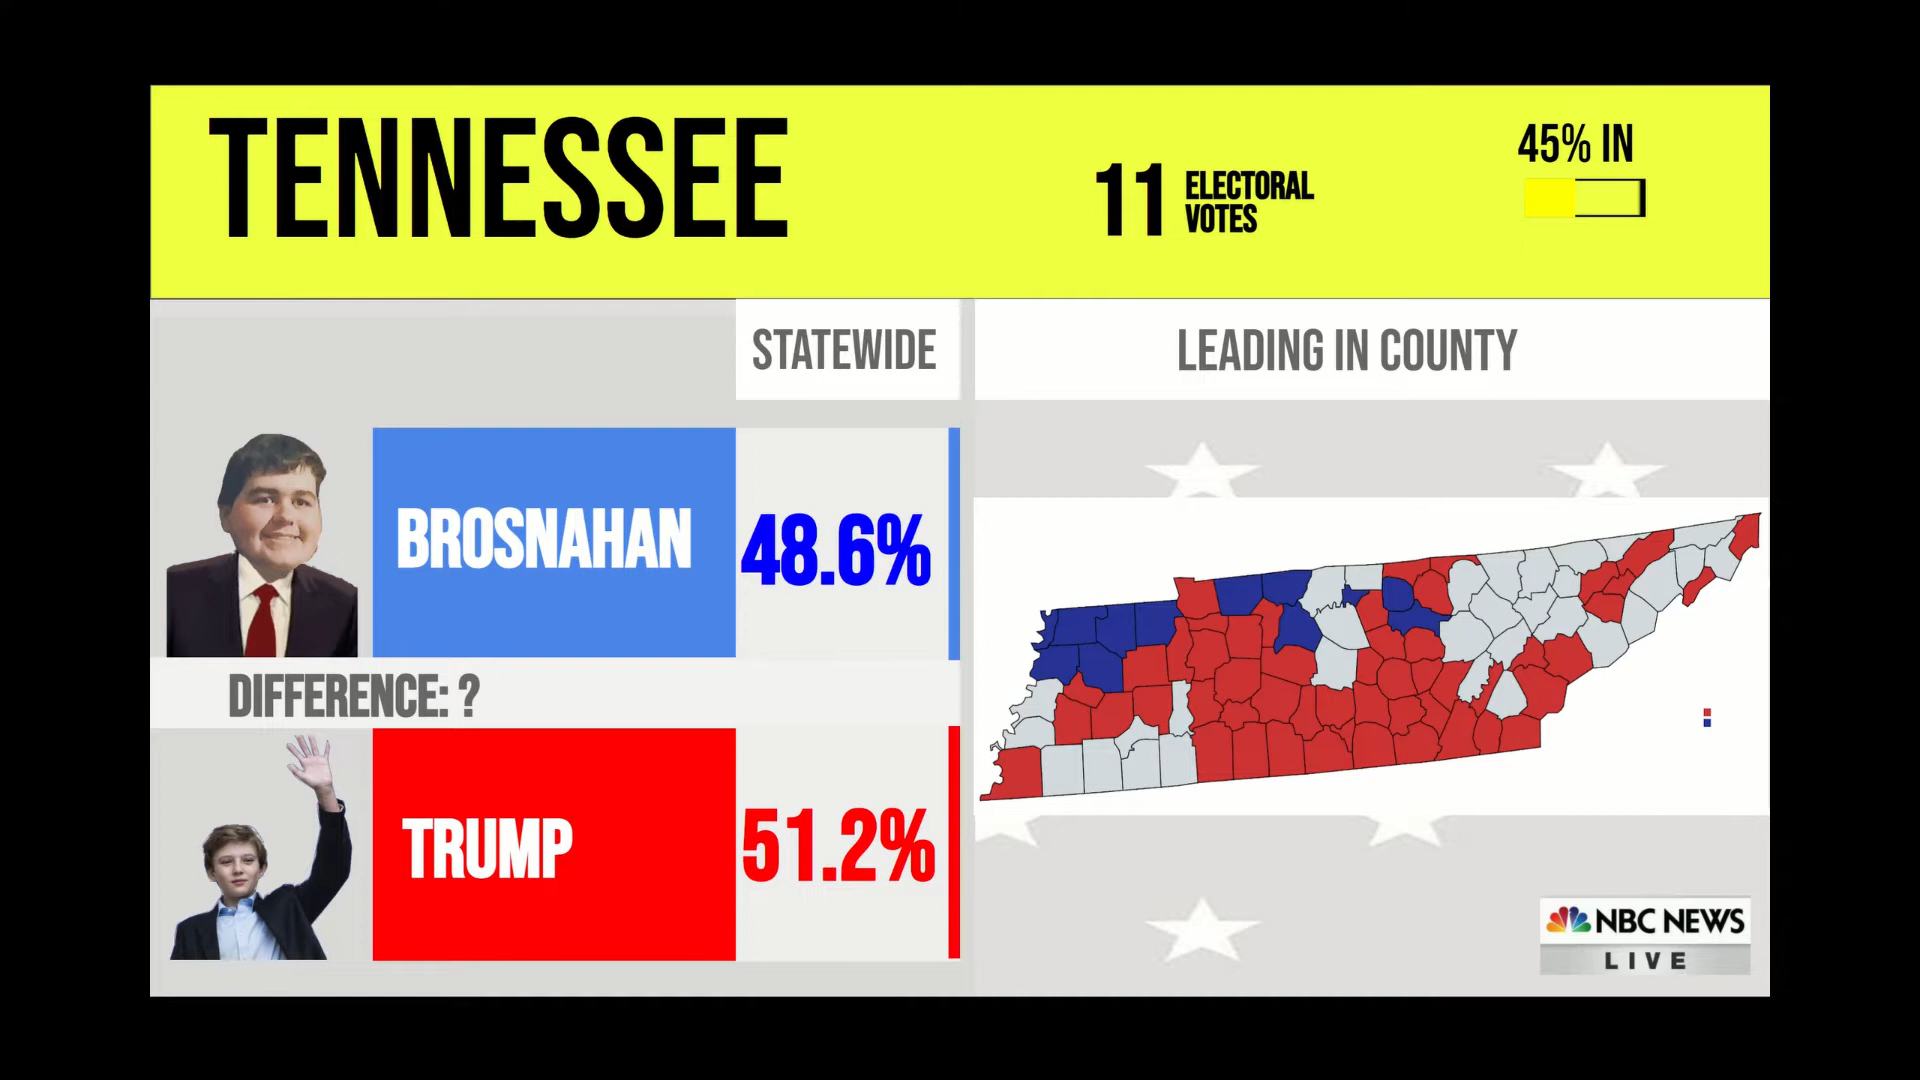 TENNESSEE
11 ELECTORAL
VOTES
45% IN
STATEWIDE
LEADING IN COUNTY
BROSNAHAN
48.6%
DIFFERENCE: ?
TRUMP
51.2%
NBC NEWS
LIVE